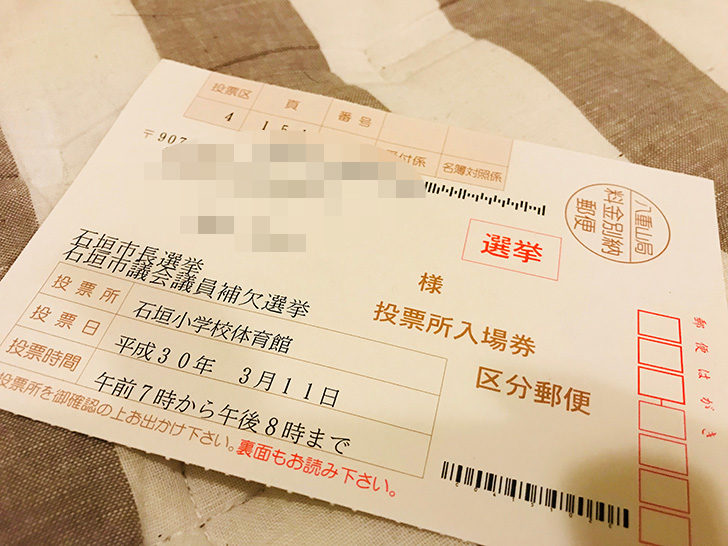 投票区 頁 番号
4 151
受付係 名簿対照係
〒907
八重山局
料金別納
郵便
選挙
様
投票所入場券
区分郵便
郵便はがき
石垣市長選挙
石垣市議会議員補欠選挙
投票所 石垣小学校体育館
投票日 平成30年 3月11日
投票時間 午前7時から午後8時まで
投票所を御確認の上お出かけ下さい。裏面もお読み下さい。